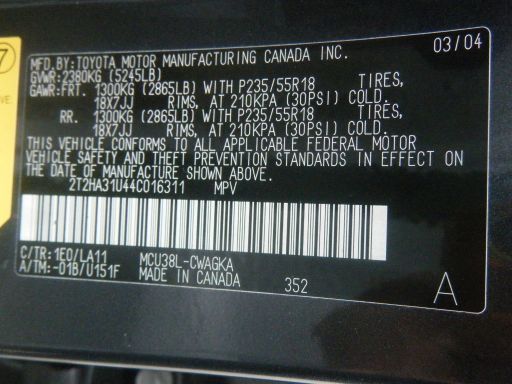 7
MFD.BY:TOYOTA MOTOR MANUFACTURING CANADA INC. 03/04
GVWR:2380KG (5245LB)
GAWR:FRT. 1300KG (2865LB) WITH P235/55R18 TIRES,
18X7JJ RIMS, AT 210KPA (30PSI) COLD.
RR. 1300KG (2865LB) WITH P235/55R18 TIRES,
18X7JJ RIMS, AT 210KPA (30PSI) COLD.
THIS VEHICLE CONFORMS TO ALL APPLICABLE FEDERAL MOTOR
VEHICLE SAFETY AND THEFT PREVENTION STANDARDS IN EFFECT ON
THE DATE OF MANUFACTURE SHOWN ABOVE.
2T2HA31U44C016311 MPV
C/TR:1E0/LA11 MCU38L-CWAGKA
A/TM:-01B/U151F MADE IN CANADA 352 A